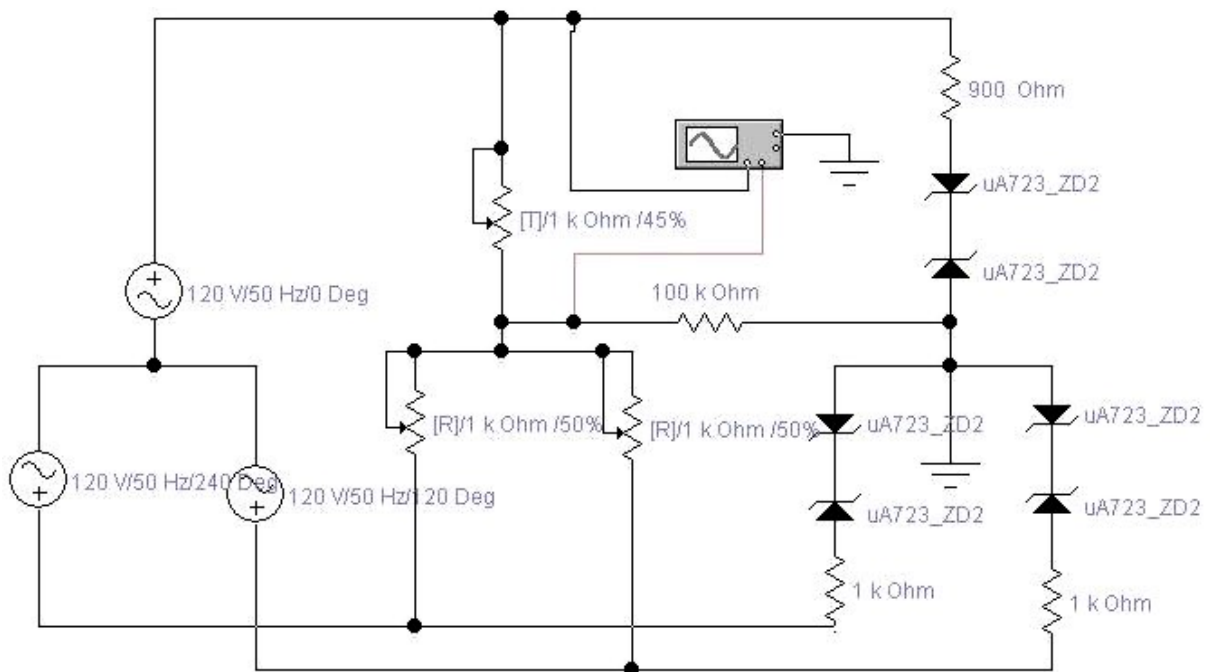 900 Ohm
uA723_ZD2
[T]/1 k Ohm /45%
uA723_ZD2
120 V/50 Hz/0 Deg
100 k Ohm
[R]/1 k Ohm /50%
[R]/1 k Ohm /50%
uA723_ZD2
uA723_ZD2
120 V/50 Hz/240 Deg
120 V/50 Hz/120 Deg
uA723_ZD2
uA723_ZD2
1 k Ohm
1 k Ohm